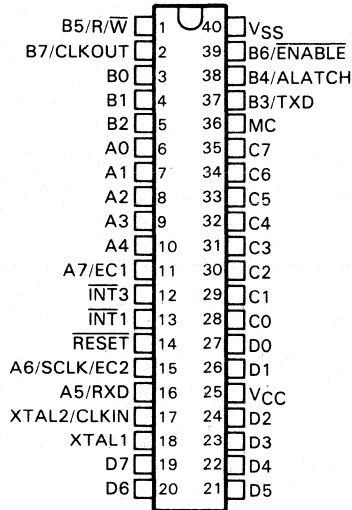 B5/R/W̅ 1 40 VSS
B7/CLKOUT 2 39 B6/E̅N̅A̅B̅L̅E̅
B0 3 38 B4/ALATCH
B1 4 37 B3/TXD
B2 5 36 MC
A0 6 35 C7
A1 7 34 C6
A2 8 33 C5
A3 9 32 C4
A4 10 31 C3
A7/EC1 11 30 C2
I̅N̅T̅3 12 29 C1
I̅N̅T̅1 13 28 C0
R̅E̅S̅E̅T̅ 14 27 D0
A6/SCLK/EC2 15 26 D1
A5/RXD 16 25 VCC
XTAL2/CLKIN 17 24 D2
XTAL1 18 23 D3
D7 19 22 D4
D6 20 21 D5